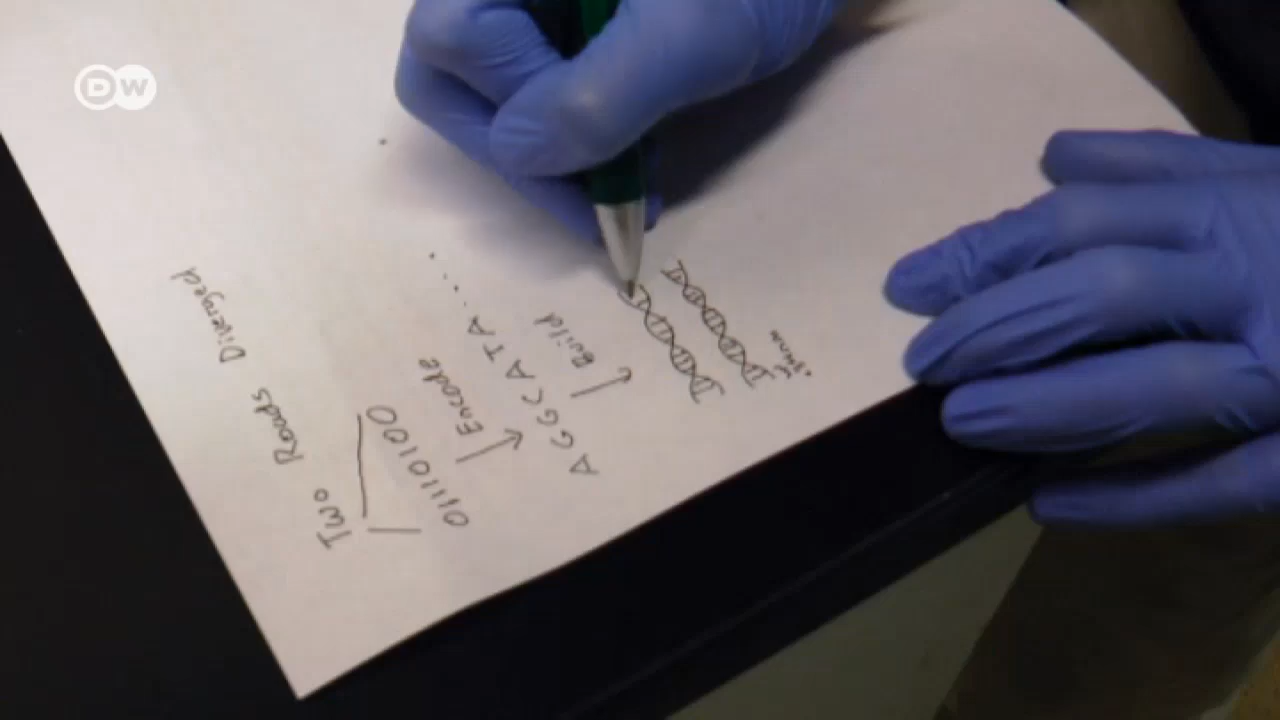 DW
Two Roads Diverged
01110100
Encode
AGGCATA....
Build